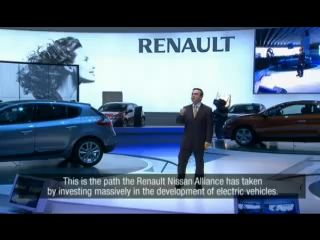 RENAULT
This is the path the Renault Nissan Alliance has taken
by investing massively in the development of electric vehicles.